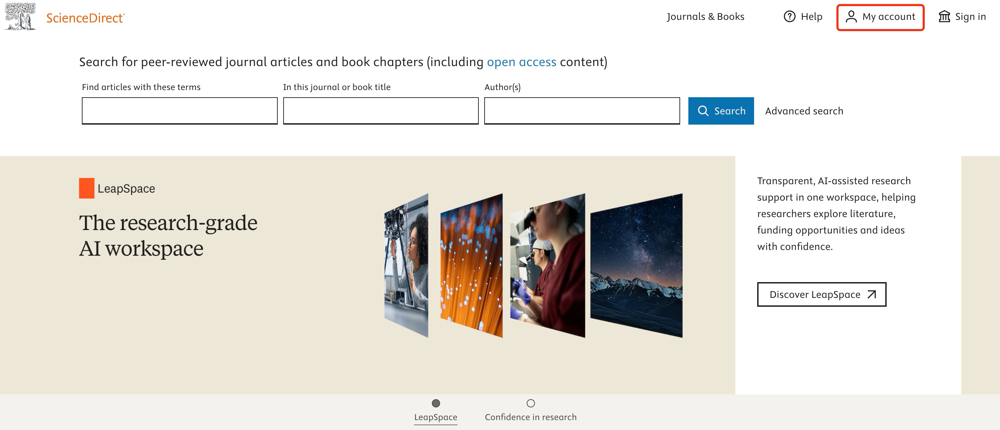 ScienceDirect
Journals & Books
Help
My account
Sign in
Search for peer-reviewed journal articles and book chapters (including open access content)
Find articles with these terms
In this journal or book title
Author(s)
Search
Advanced search
LeapSpace
The research-grade
AI workspace
Transparent, AI-assisted research
support in one workspace, helping
researchers explore literature,
funding opportunities and ideas
with confidence.
Discover LeapSpace
LeapSpace
Confidence in research